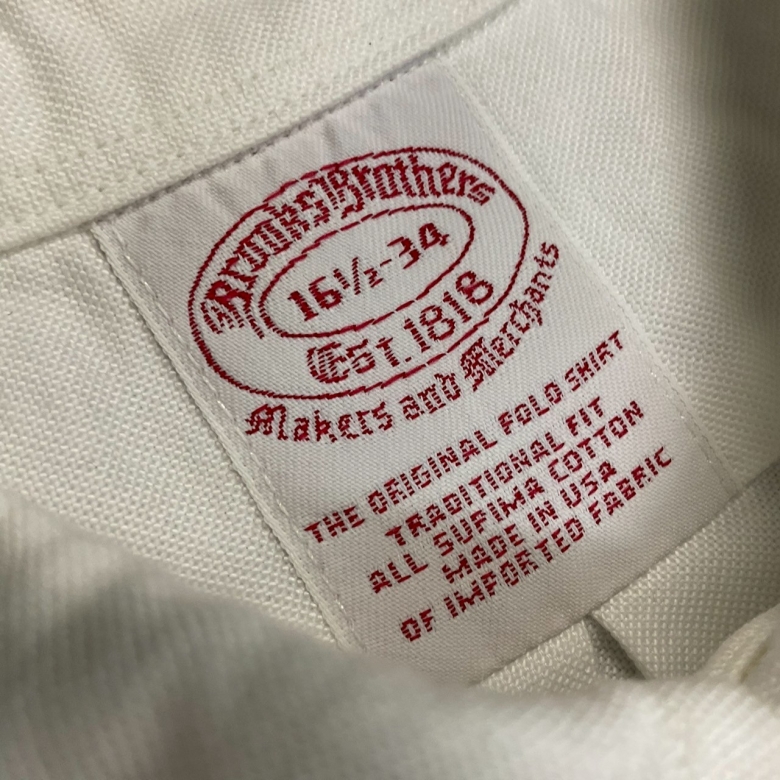 Brooks Brothers
16½-34
Est. 1818
Makers and Merchants
THE ORIGINAL POLO SHIRT
TRADITIONAL FIT
ALL SUPIMA COTTON
MADE IN USA
OF IMPORTED FABRIC